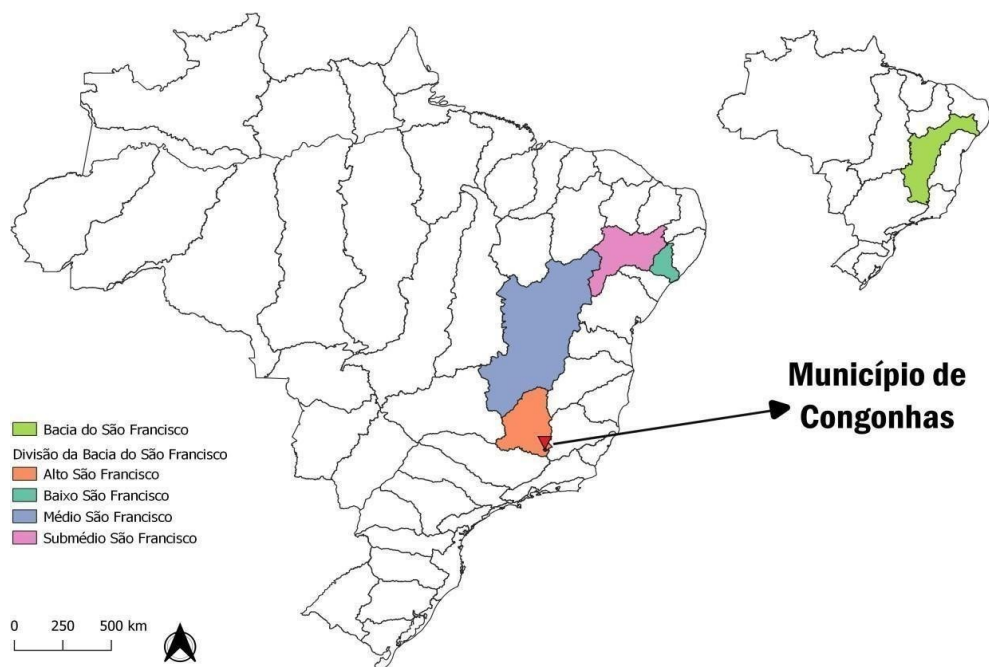 Município de
Congonhas
Bacia do São Francisco
Divisão da Bacia do São Francisco
Alto São Francisco
Baixo São Francisco
Médio São Francisco
Submédio São Francisco
0 250 500 km